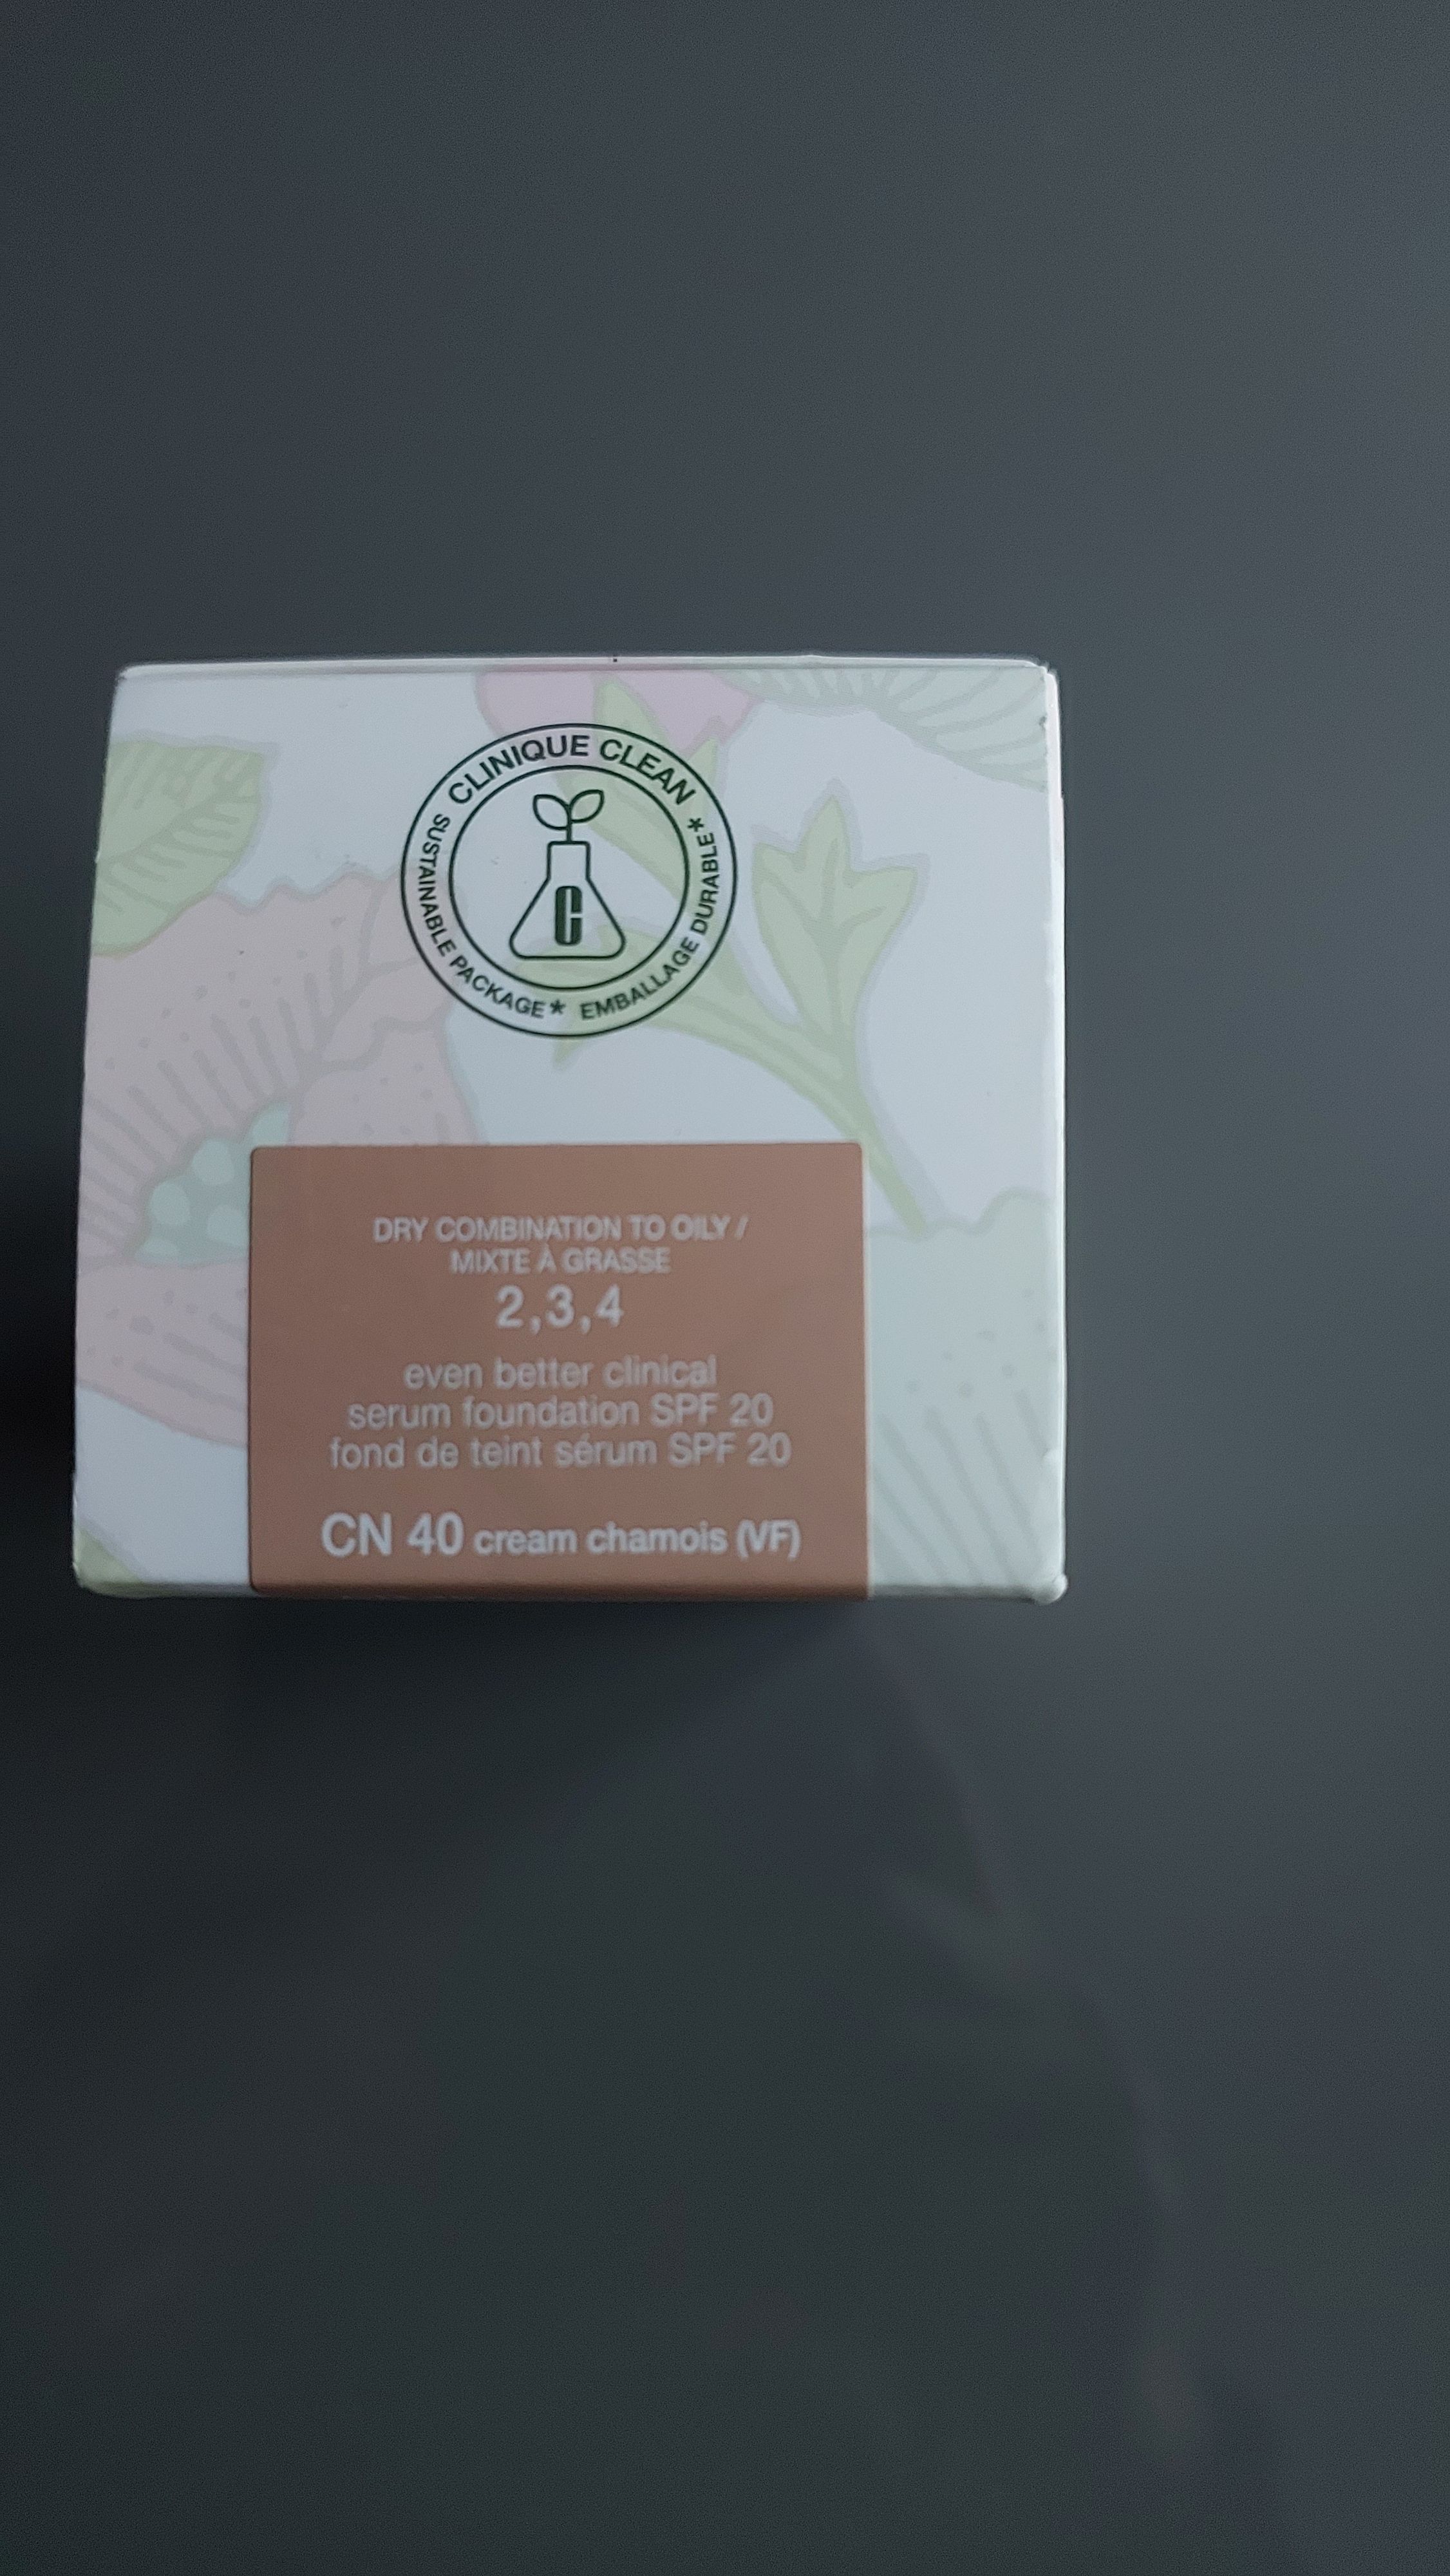 CLINIQUE CLEAN
SUSTAINABLE PACKAGE* EMBALLAGE DURABLE*
C
DRY COMBINATION TO OILY /
MIXTE À GRASSE
2,3,4
even better clinical
serum foundation SPF 20
fond de teint sérum SPF 20
CN 40 cream chamois (VF)